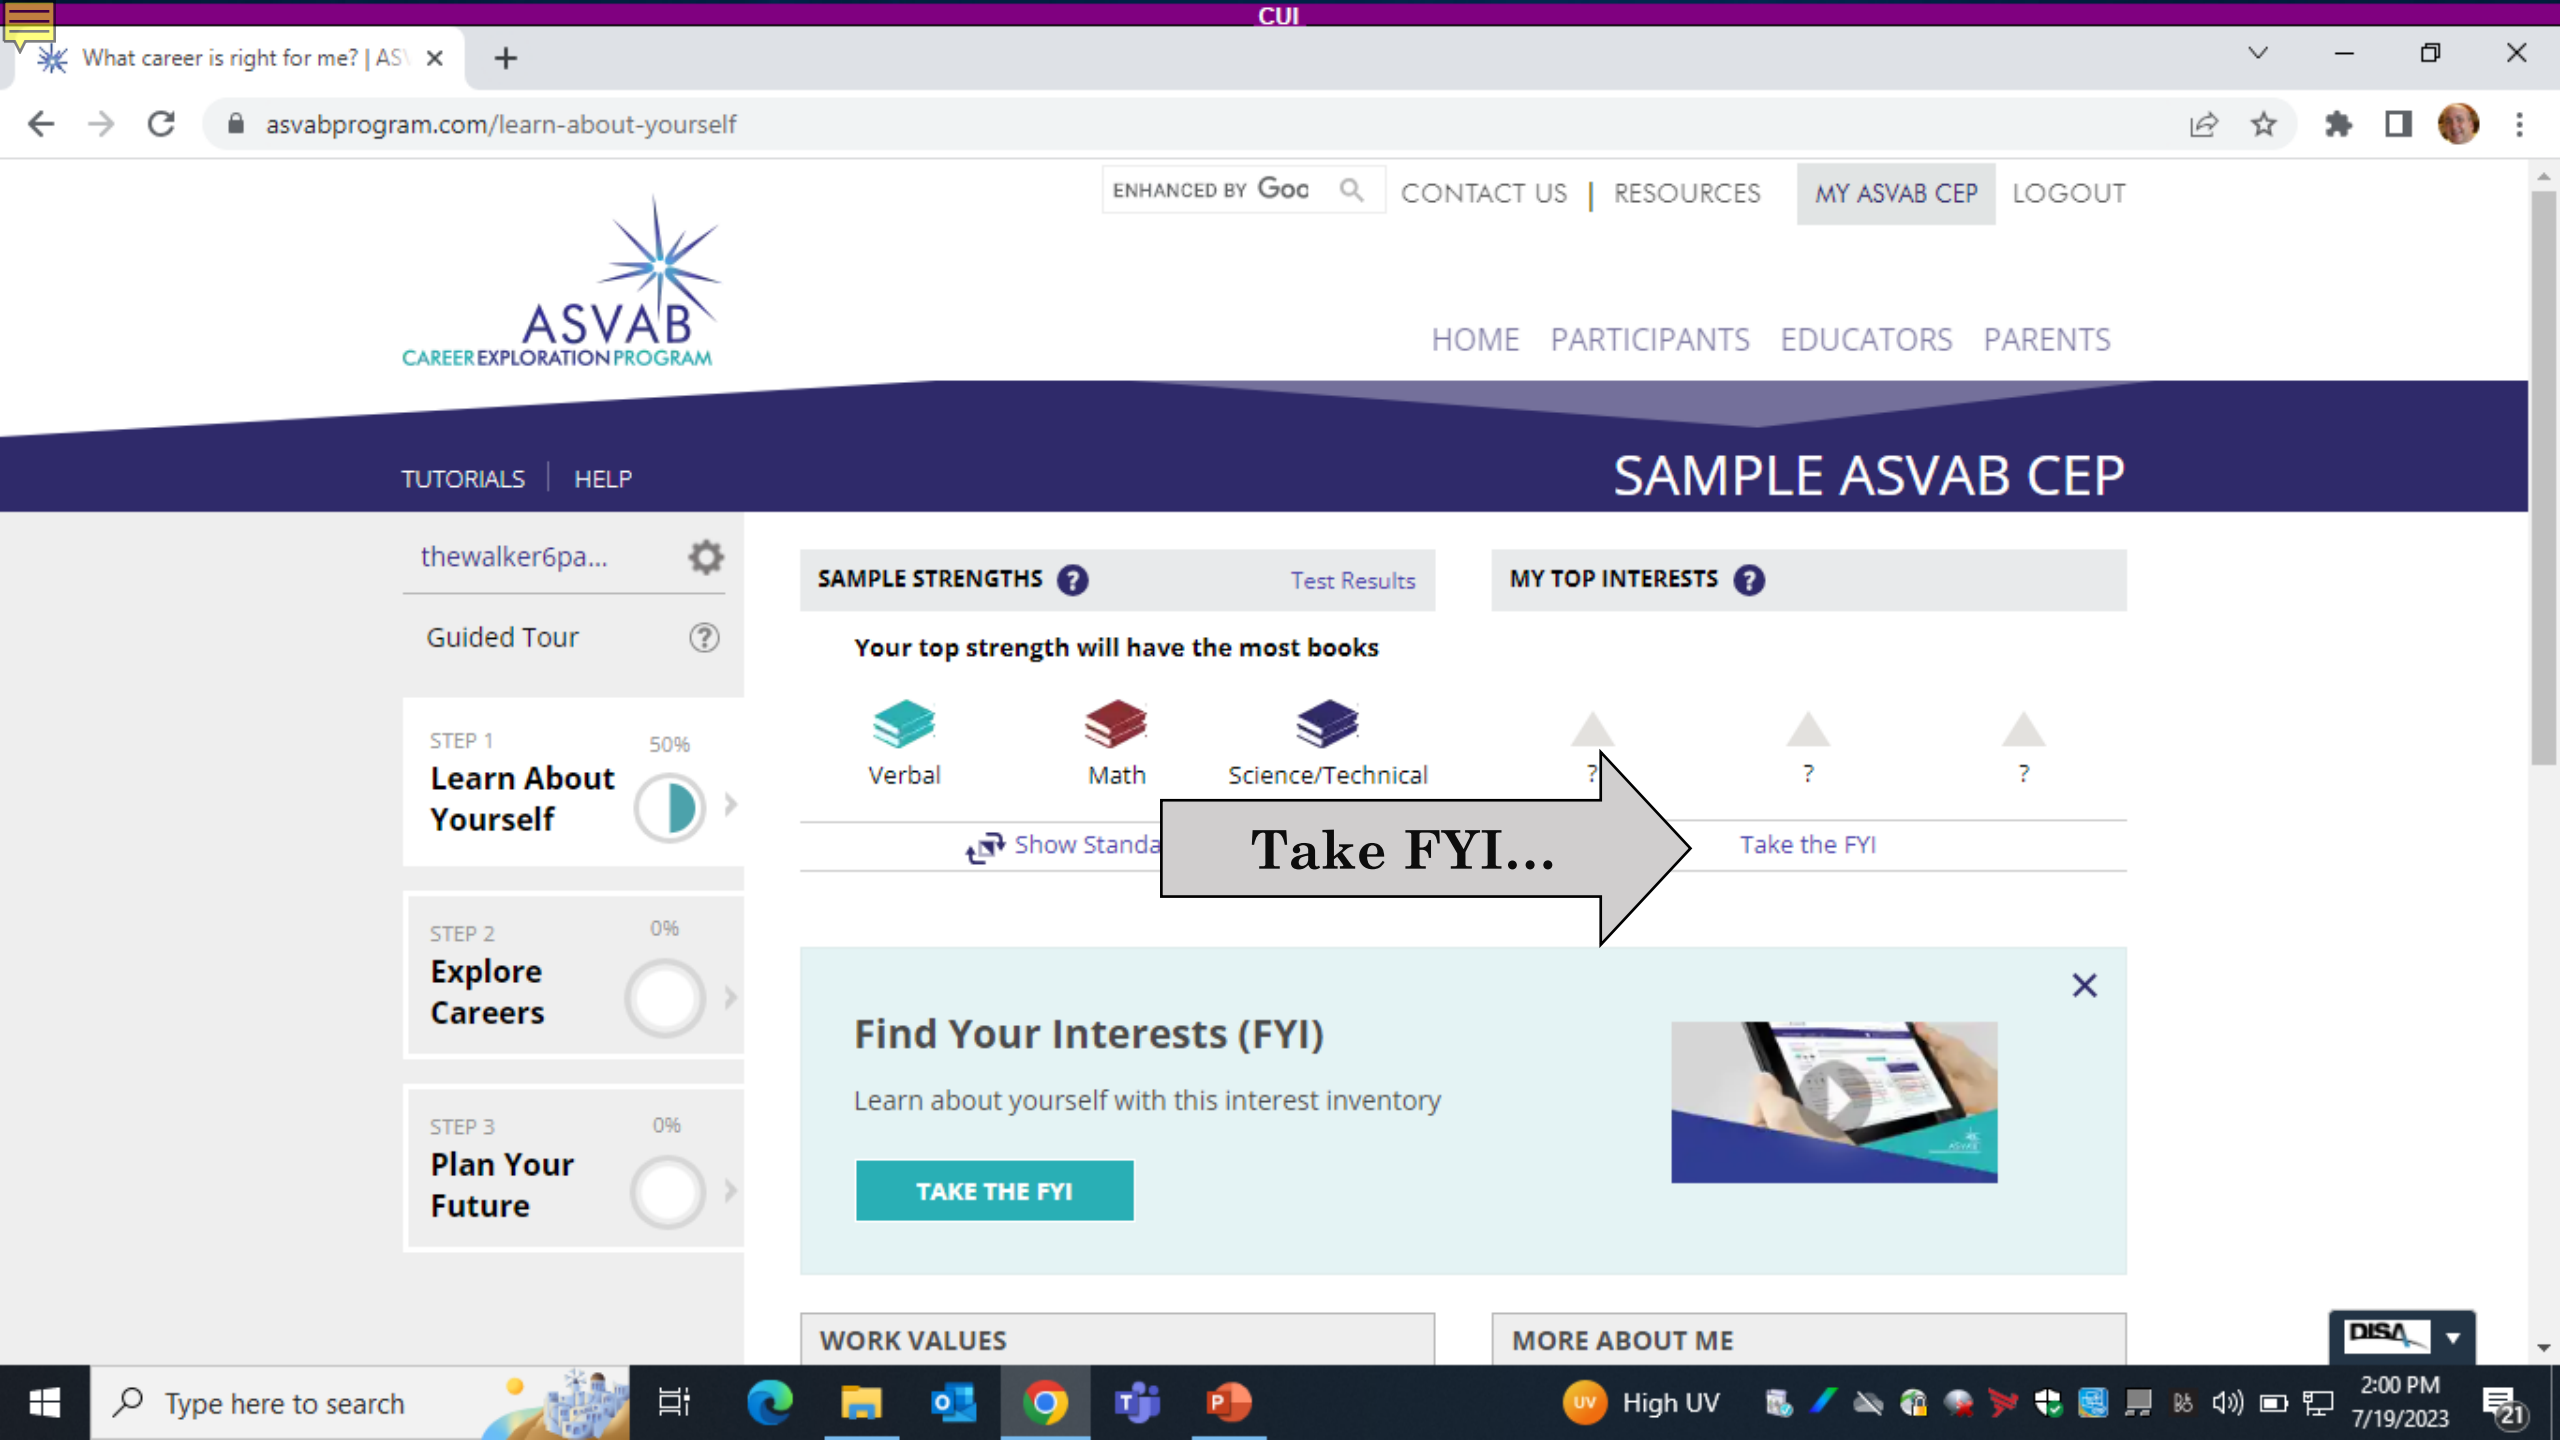 CUI
What career is right for me? | AS
asvabprogram.com/learn-about-yourself
ENHANCED BY Goo
CONTACT US | RESOURCES
MY ASVAB CEP
LOGOUT
ASVAB
CAREER EXPLORATION PROGRAM
HOME PARTICIPANTS EDUCATORS PARENTS
TUTORIALS | HELP
SAMPLE ASVAB CEP
thewalker6pa...
Guided Tour ?
STEP 1 50%
Learn About
Yourself
STEP 2 0%
Explore
Careers
STEP 3 0%
Plan Your
Future
SAMPLE STRENGTHS ? Test Results
Your top strength will have the most books
Verbal Math Science/Technical
Show Standa
MY TOP INTERESTS ?
? ? ?
Take FYI...
Take the FYI
Find Your Interests (FYI)
Learn about yourself with this interest inventory
TAKE THE FYI
ASVAB
WORK VALUES
MORE ABOUT ME
DISA
Type here to search
UV High UV
2:00 PM
7/19/2023
21